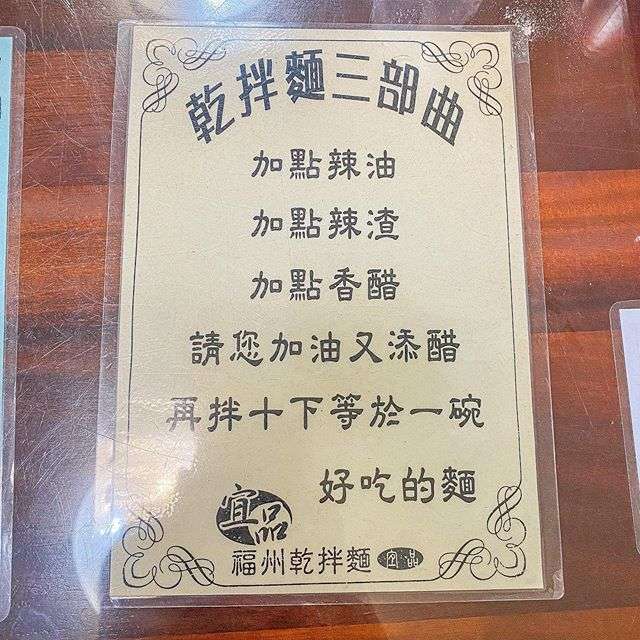 乾拌麵三部曲
加點辣油
加點辣渣
加點香醋
請您加油又添醋
再拌十下等於一碗
好吃的麵
宜品
福州乾拌麵 宜品